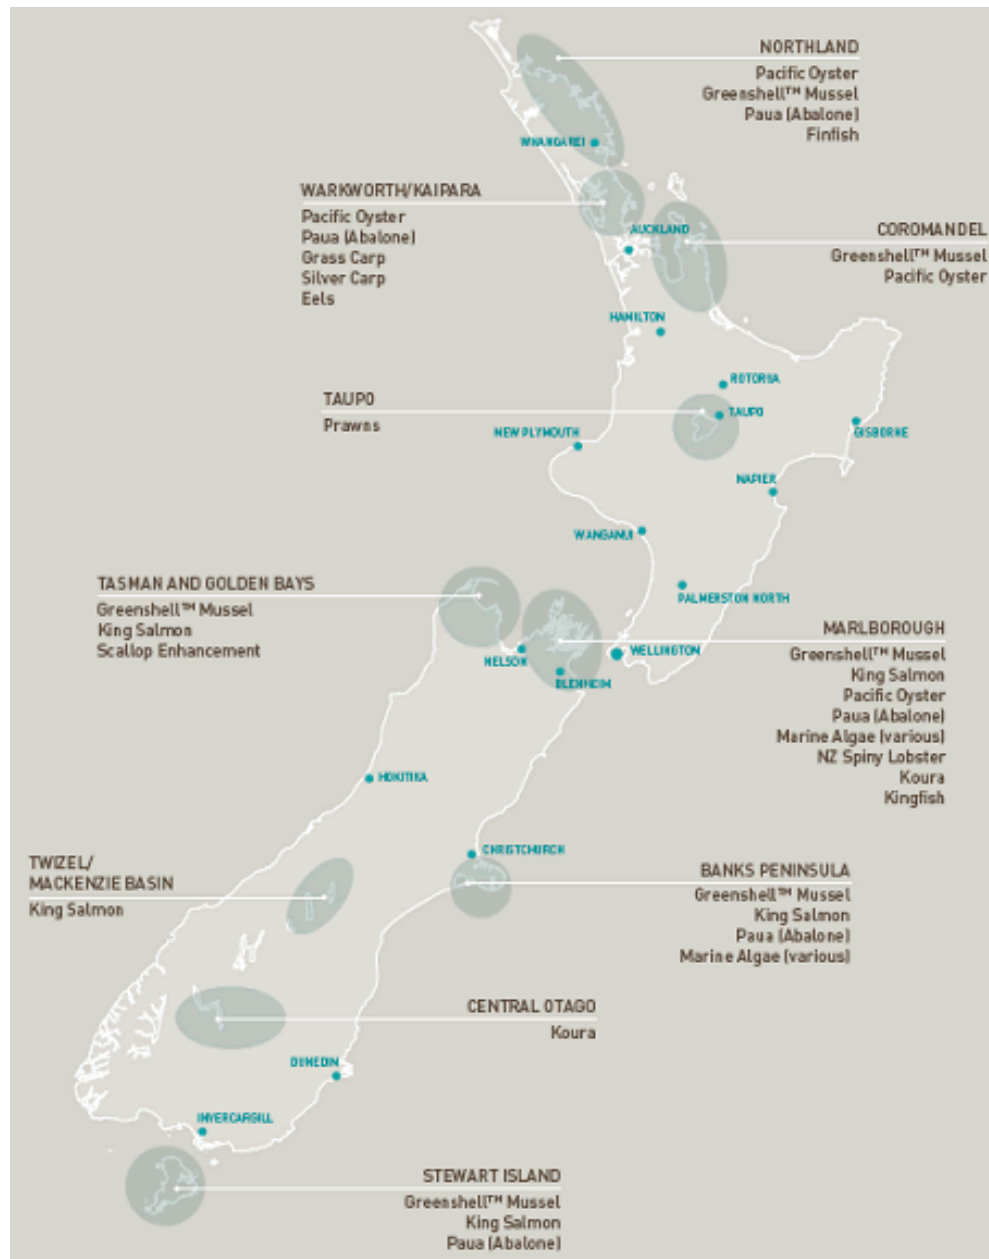 NORTHLAND
Pacific Oyster
Greenshell™ Mussel
Paua (Abalone)
Finfish
WHANGAREI
WARKWORTH/KAIPARA
Pacific Oyster
Paua (Abalone)
Grass Carp
Silver Carp
Eels
AUCKLAND
COROMANDEL
Greenshell™ Mussel
Pacific Oyster
HAMILTON
ROTORUA
TAUPO
Prawns
TAUPO
NEW PLYMOUTH
GISBORNE
NAPIER
WANGANUI
TASMAN AND GOLDEN BAYS
Greenshell™ Mussel
King Salmon
Scallop Enhancement
PALMERSTON NORTH
NELSON
WELLINGTON
BLENHEIM
MARLBOROUGH
Greenshell™ Mussel
King Salmon
Pacific Oyster
Paua (Abalone)
Marine Algae (various)
NZ Spiny Lobster
Koura
Kingfish
HOKITIKA
CHRISTCHURCH
TWIZEL/
MACKENZIE BASIN
King Salmon
BANKS PENINSULA
Greenshell™ Mussel
King Salmon
Paua (Abalone)
Marine Algae (various)
CENTRAL OTAGO
Koura
DUNEDIN
INVERCARGILL
STEWART ISLAND
Greenshell™ Mussel
King Salmon
Paua (Abalone)